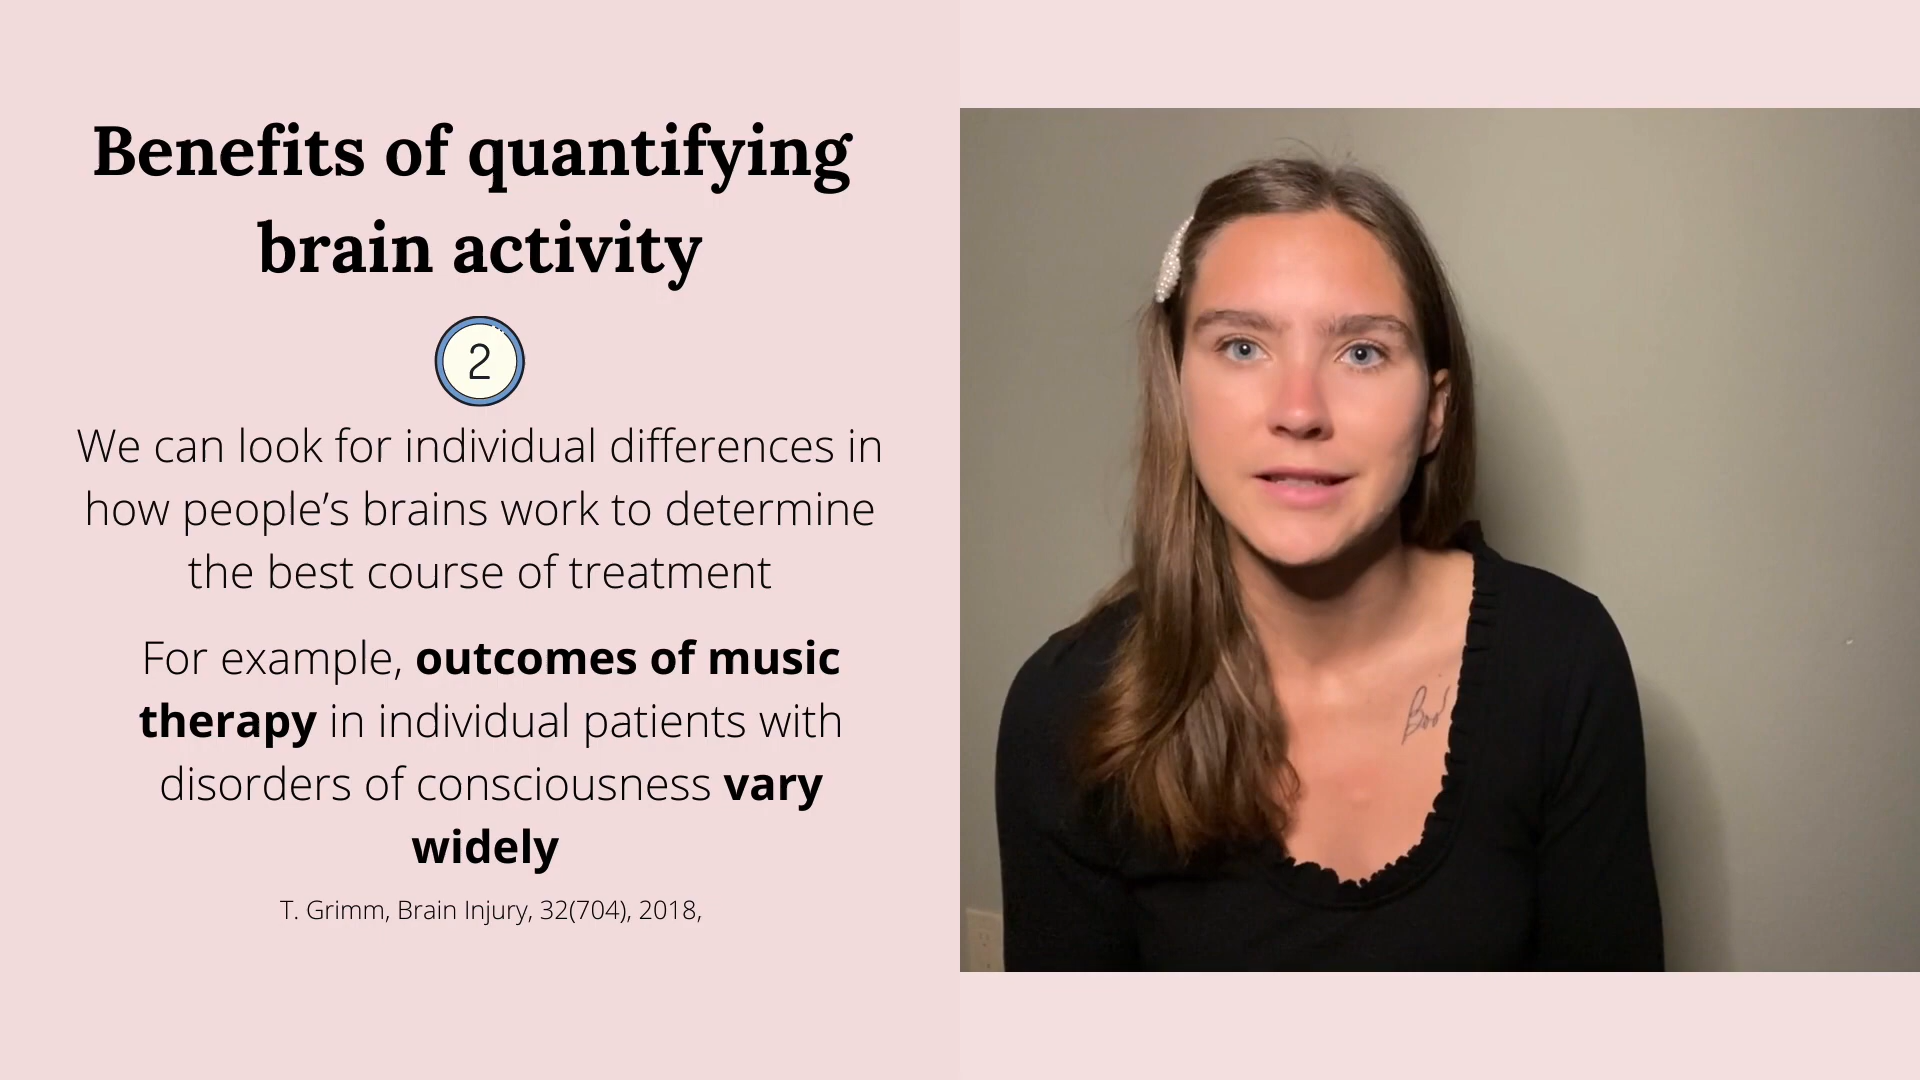 Benefits of quantifying
brain activity
2
We can look for individual differences in
how people’s brains work to determine
the best course of treatment
For example, outcomes of music
therapy in individual patients with
disorders of consciousness vary
widely
T. Grimm, Brain Injury, 32(704), 2018,